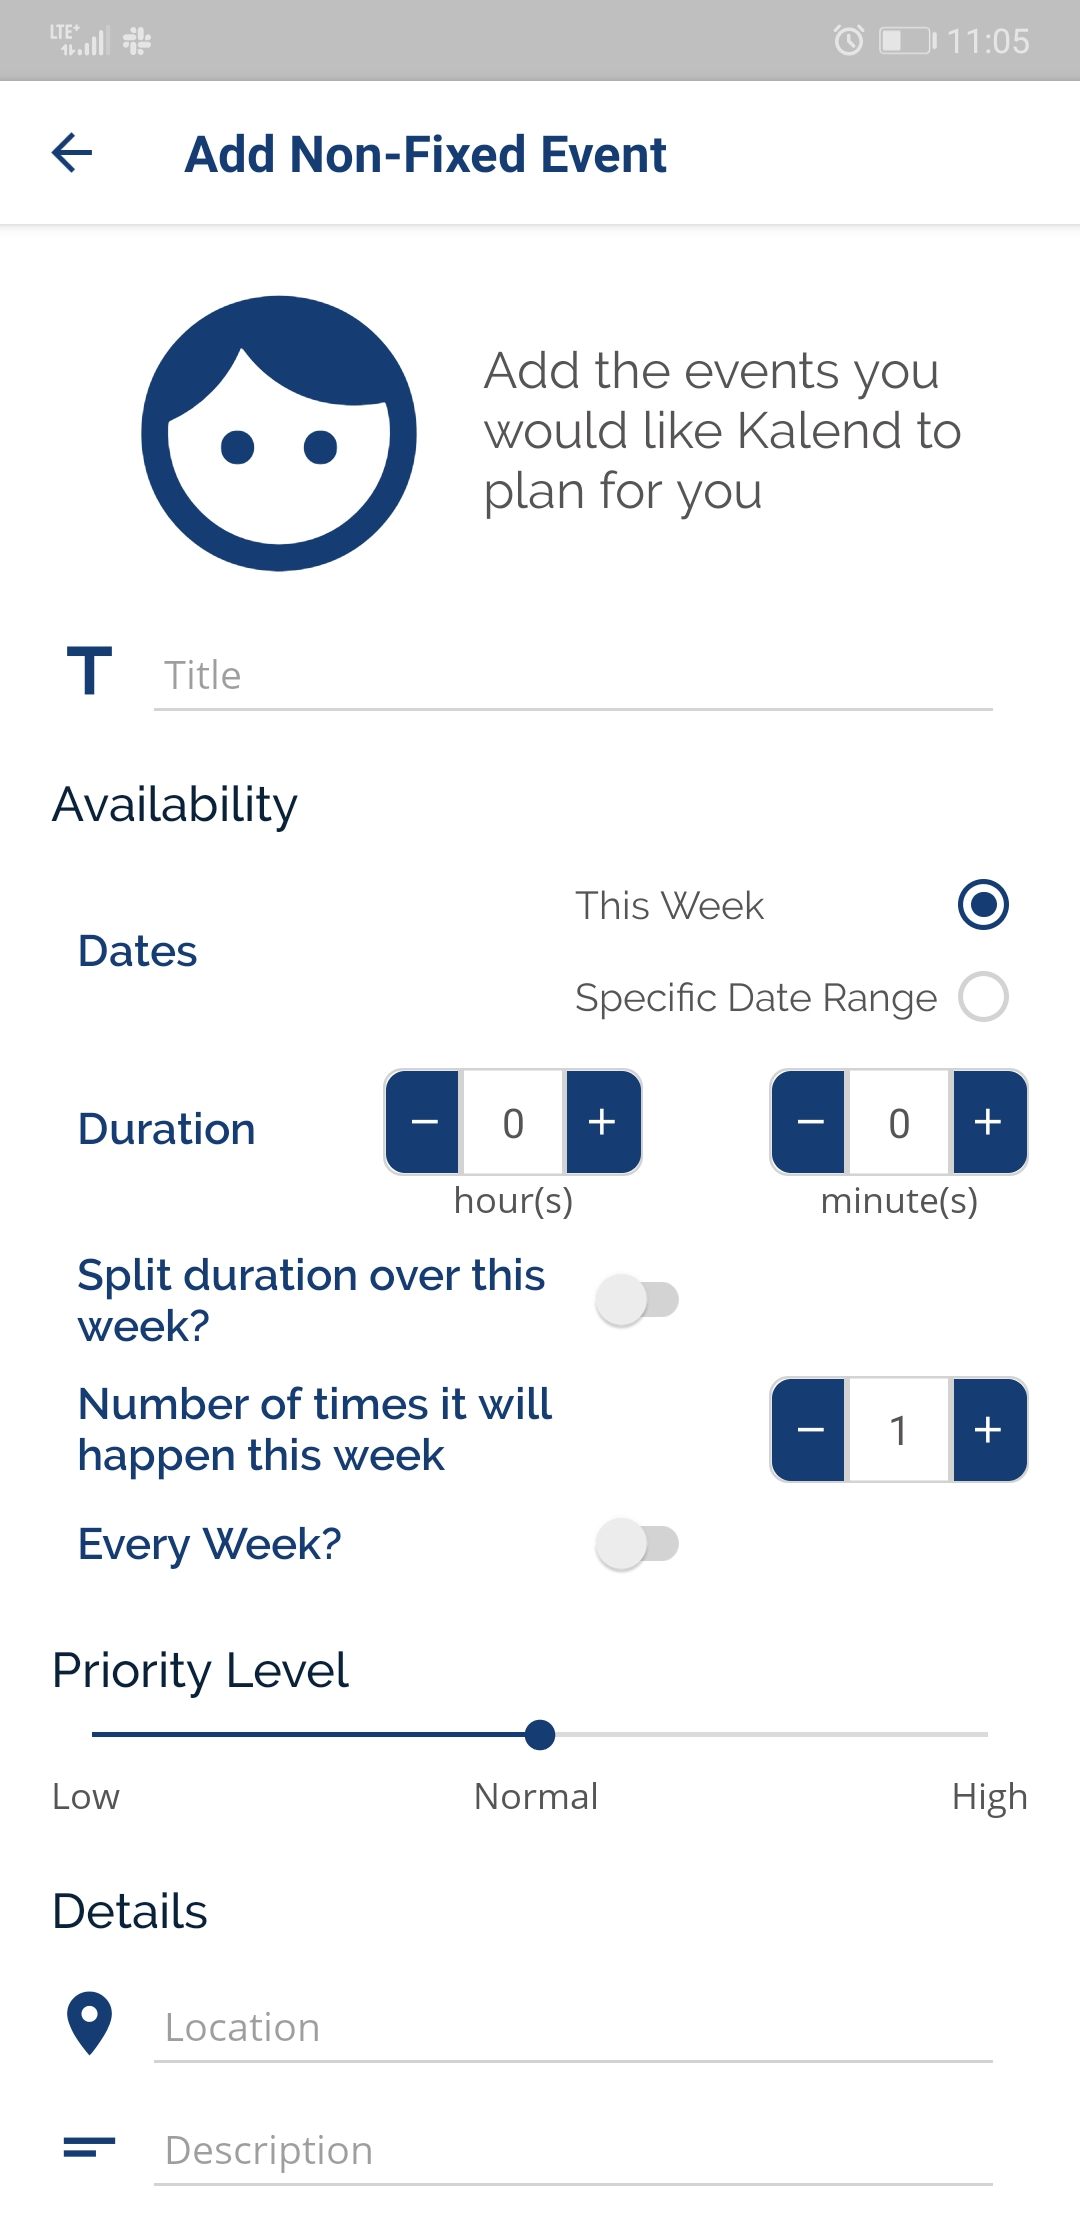 LTE+
11:05
Add Non-Fixed Event
Add the events you
would like Kalend to
plan for you
Title
Availability
This Week
Dates
Specific Date Range
Duration
− 0 +
− 0 +
hour(s)
minute(s)
Split duration over this
week?
Number of times it will
happen this week
− 1 +
Every Week?
Priority Level
Low
Normal
High
Details
Location
Description